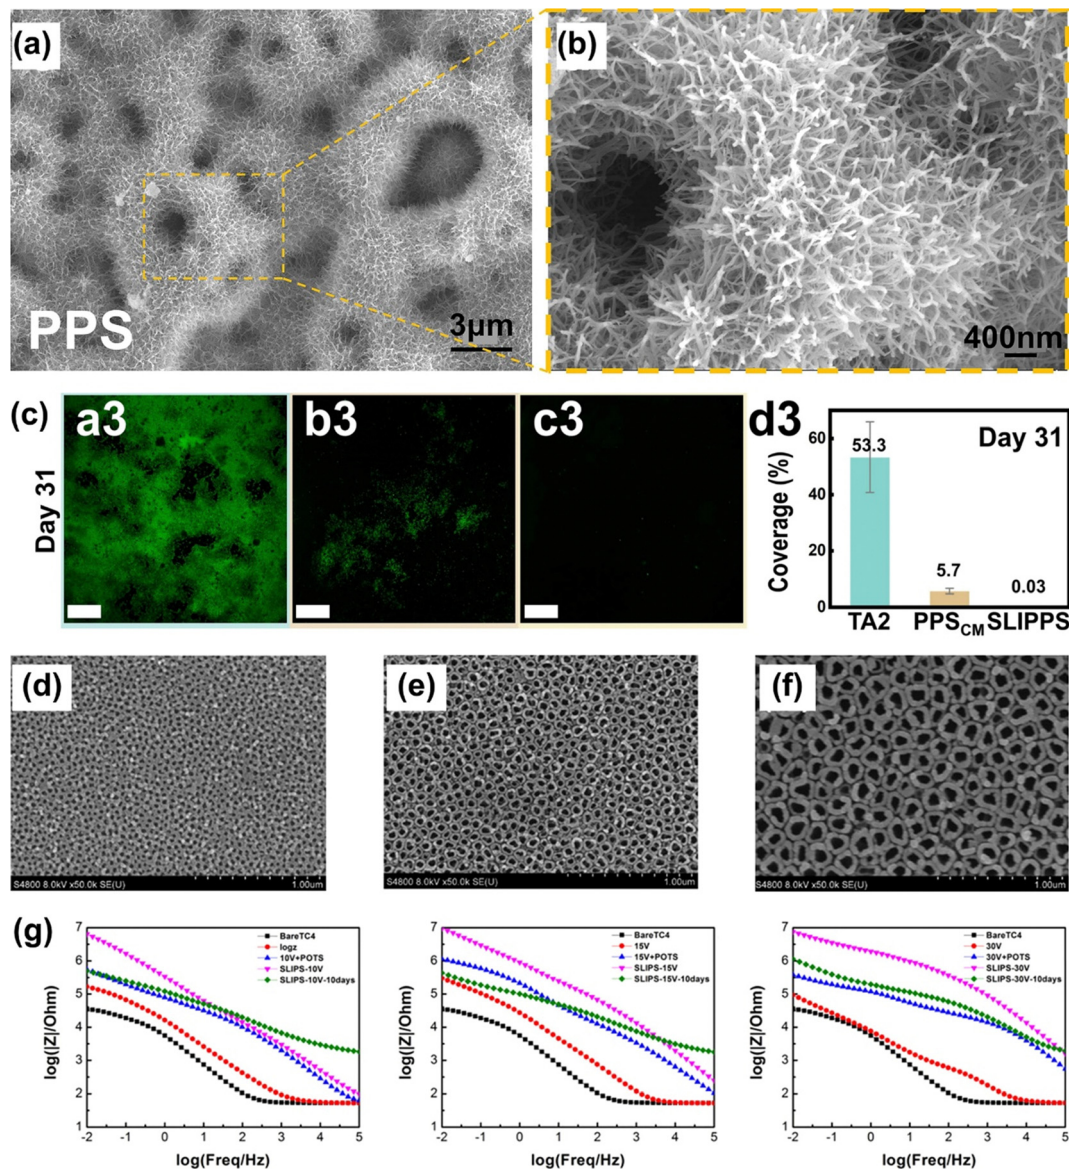 (a)
PPS
3μm
(b)
400nm
(c)
Day 31
a3
b3
c3
d3
Day 31
Coverage (%)
60
40
20
0
53.3
5.7
0.03
TA2 PPSCM SLIPPS
(d)
S4800 8.0kV x50.0k SE(U) 1.00um
(e)
S4800 8.0kV x50.0k SE(U) 1.00um
(f)
S4800 8.0kV x50.0k SE(U) 1.00um
(g)
log(|Z|/Ohm)
7
6
5
4
3
2
1
BareTC4
logz
10V+POTS
SLIPS-10V
SLIPS-10V-10days
-2 -1 0 1 2 3 4 5
log(Freq/Hz)
log(|Z|/Ohm)
7
6
5
4
3
2
1
BareTC4
15V
15V+POTS
SLIPS-15V
SLIPS-15V-10days
-2 -1 0 1 2 3 4 5
log(Freq/Hz)
log(|Z|/Ohm)
7
6
5
4
3
2
1
BareTC4
30V
30V+POTS
SLIPS-30V
SLIPS-30V-10days
-2 -1 0 1 2 3 4 5
log(Freq/Hz)